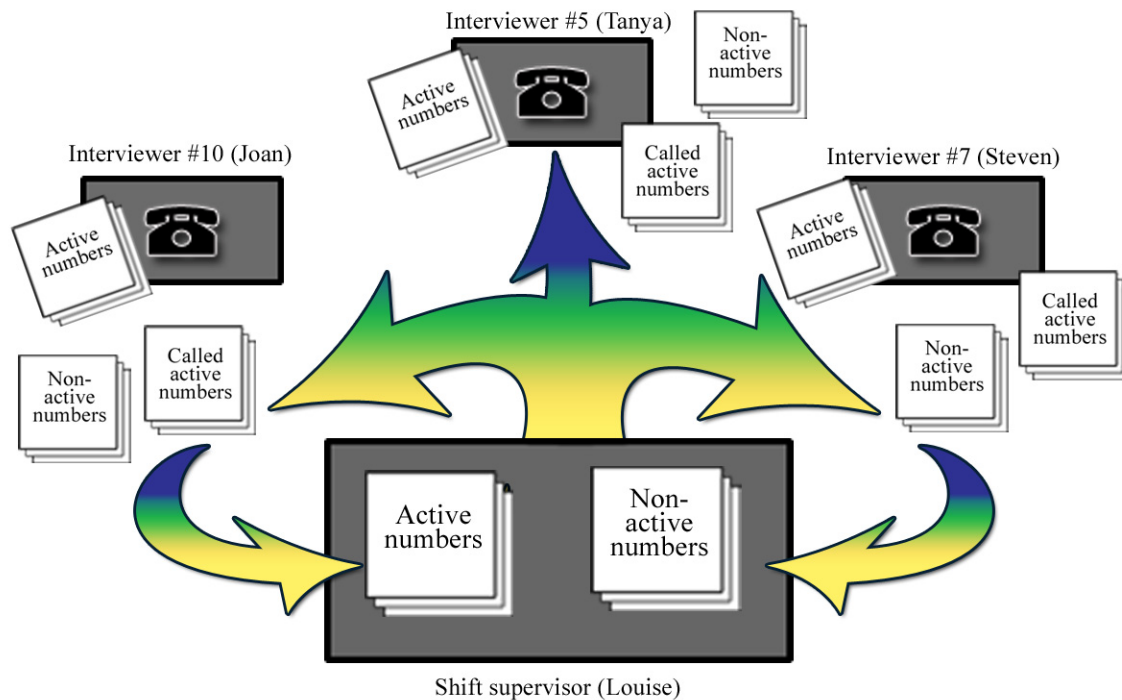 Interviewer #5 (Tanya)
Active
numbers
Non-
active
numbers
Called
active
numbers
Interviewer #10 (Joan)
Active
numbers
Non-
active
numbers
Called
active
numbers
Interviewer #7 (Steven)
Active
numbers
Called
active
numbers
Non-
active
numbers
Active
numbers
Non-
active
numbers
Shift supervisor (Louise)